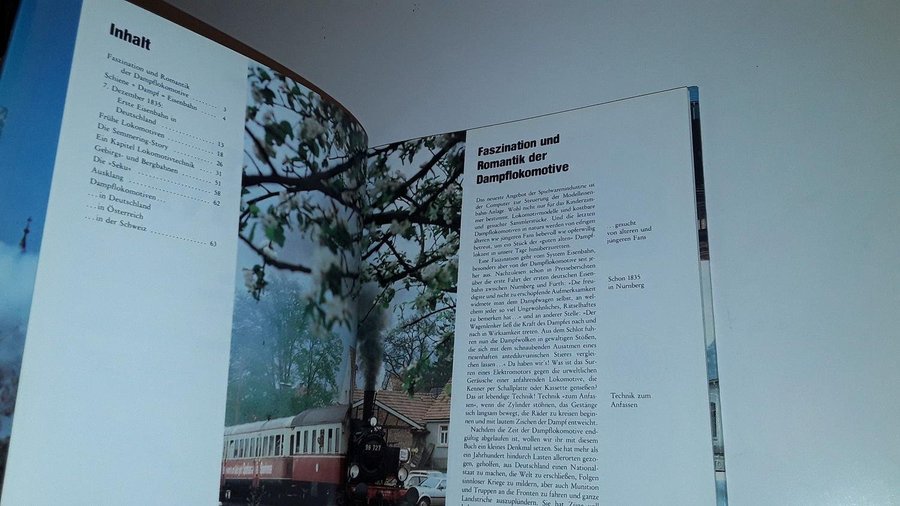 Inhalt
Faszination und Romantik
der Dampflokomotive ........ 3
Schiene + Dampf = Eisenbahn ........ 4
7. Dezember 1835:
Erste Eisenbahn in
Deutschland ........ 13
Frühe Lokomotiven ........ 18
Die Semmering-Story ........ 26
Ein Kapitel Lokomotivtechnik ........ 31
Gebirgs- und Bergbahnen ........ 51
Die »Seku« ........ 58
Ausklang ........ 62
Dampflokomotiven
... in Deutschland
... in Österreich
... in der Schweiz ........ 63
Faszination und
Romantik der
Dampflokomotive
Das neueste Angebot der Spielwarenindustrie ist
der Computer zur Steuerung der Modelleisen-
bahn-Anlage. Wohl nicht nur für das Kinderzim-
mer bestimmt. Lokomotivmodelle und kostbare
und gesuchte Sammlerstücke. Und die letzten
Dampflokomotiven in natura werden von eifrigen
älteren wie jüngeren Fans liebevoll wie opferwillig
betreut, um ein Stück der »guten alten« Dampf
lokzeit in unsere Tage hinüberzuretten.
Eine Faszination geht vom System Eisenbahn,
besonders aber von der Dampflokomotive seit je-
her aus. Nachzulesen schon in Presseberichten
über die erste Fahrt der ersten deutschen Eisen-
bahn zwischen Nürnberg und Fürth: »Die freu-
digste und nicht zu erschöpfende Aufmerksamkeit
widmete man dem Dampfwagen selbst, an wel-
chem jeder so viel Ungewöhnliches, Rätselhaftes
zu bemerken hat ...« und an anderer Stelle: »Der
Wagenlenker ließ die Kraft des Dampfes nach und
nach in Wirksamkeit treten. Aus dem Schlot fuh-
ren nun die Dampfwolken in gewaltigen Stößen,
die sich mit dem schnaubenden Ausatmen eines
riesenhaften antediluvianischen Stieres verglei-
chen lassen ...« Da haben wir's! Was ist das Sur-
ren eines Elektromotors gegen die urweltlichen
Geräusche einer anfahrenden Lokomotive, die
Kenner per Schallplatte oder Kassette genießen?
Das ist lebendige Technik! Technik »zum Anfas-
sen«, wenn die Zylinder stöhnen, das Gestänge
sich langsam bewegt, die Räder zu kreisen begin-
nen und mit lautem Zischen der Dampf entweicht.
Nachdem die Zeit der Dampflokomotive end-
gültig abgelaufen ist, wollen wir ihr mit diesem
Buch ein kleines Denkmal setzen. Sie hat mehr als
ein Jahrhundert hindurch Lasten allerorten gezo-
gen, geholfen, aus Deutschland einen National-
staat zu machen, die Welt zu erschließen, Folgen
sinnloser Kriege zu mildern, aber auch Munition
und Truppen an die Fronten zu fahren und ganze
Landstriche auszuplündern. Sie hat Züge voll
... gesucht
von älteren und
jüngeren Fans
Schon 1835
in Nürnberg
Technik zum
Anfassen